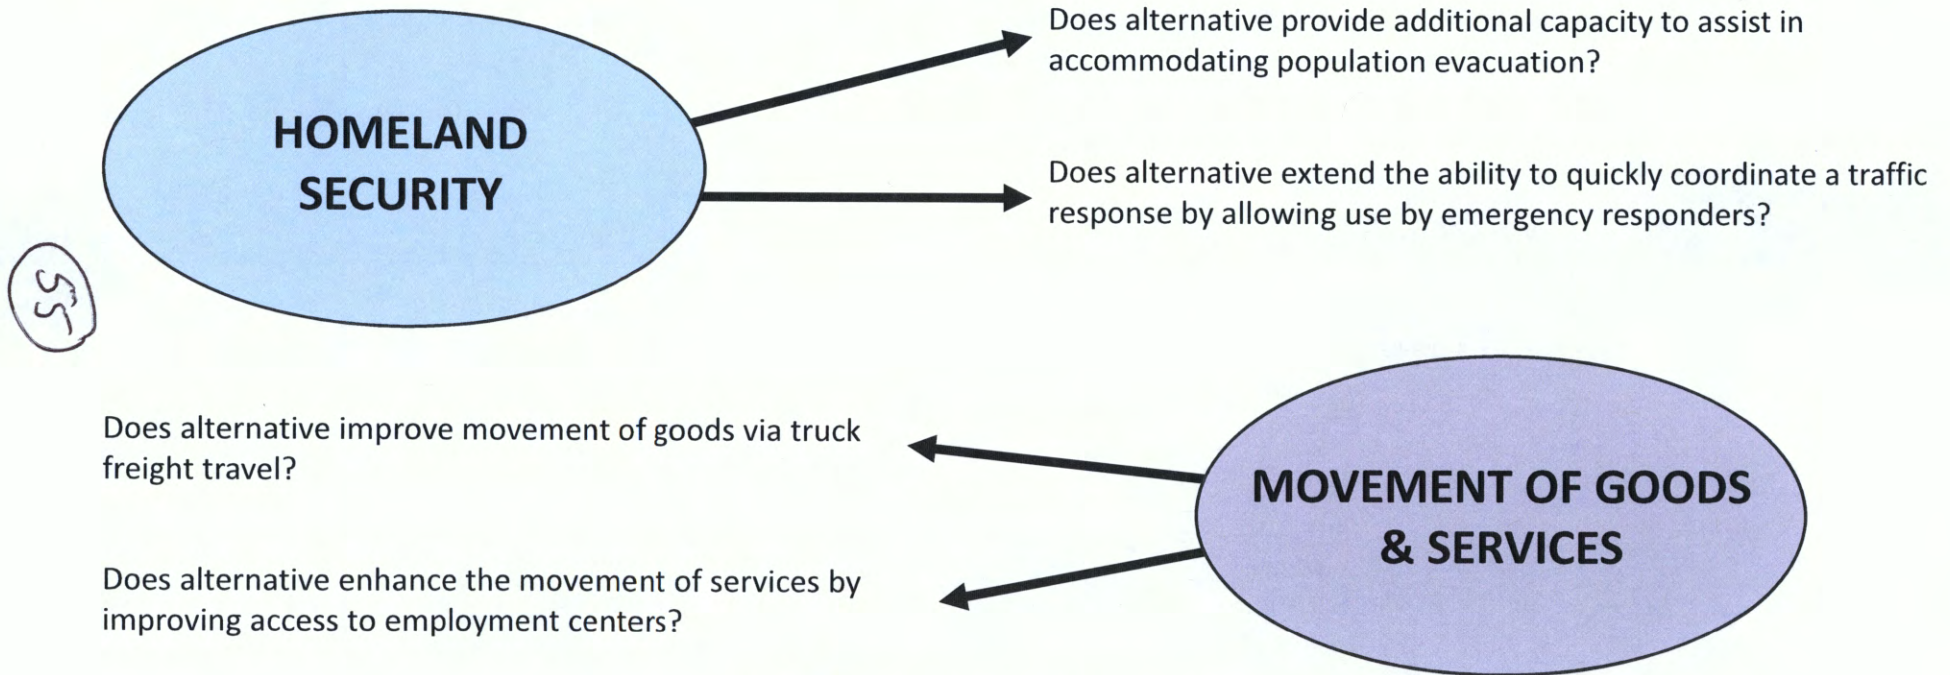 Does alternative provide additional capacity to assist in
accommodating population evacuation?
HOMELAND
SECURITY
Does alternative extend the ability to quickly coordinate a traffic
response by allowing use by emergency responders?
55
Does alternative improve movement of goods via truck
freight travel?
MOVEMENT OF GOODS
& SERVICES
Does alternative enhance the movement of services by
improving access to employment centers?